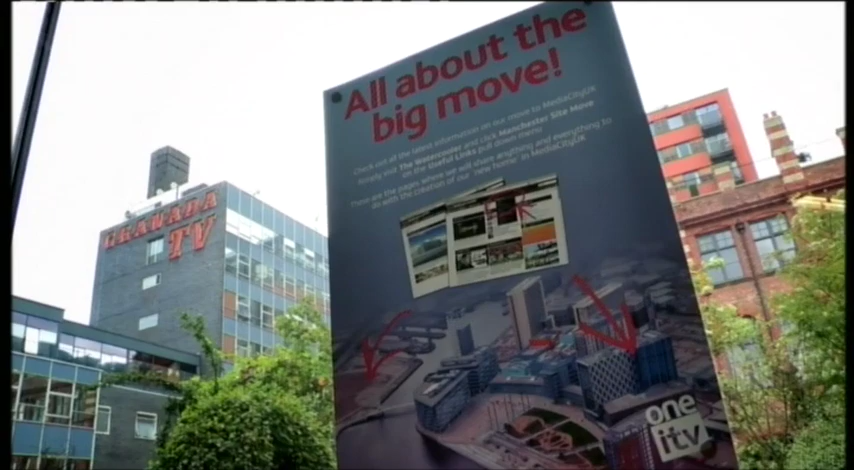 All about the
big move!
Check out all the latest information on our move to MediaCityUK
Simply visit The Watercooler and click Manchester Site Move
on the Useful Links pull down menu
These are the pages where we will share anything and everything to
do with the creation of our 'new home' in MediaCityUK
GRANADA
TV
one
itv